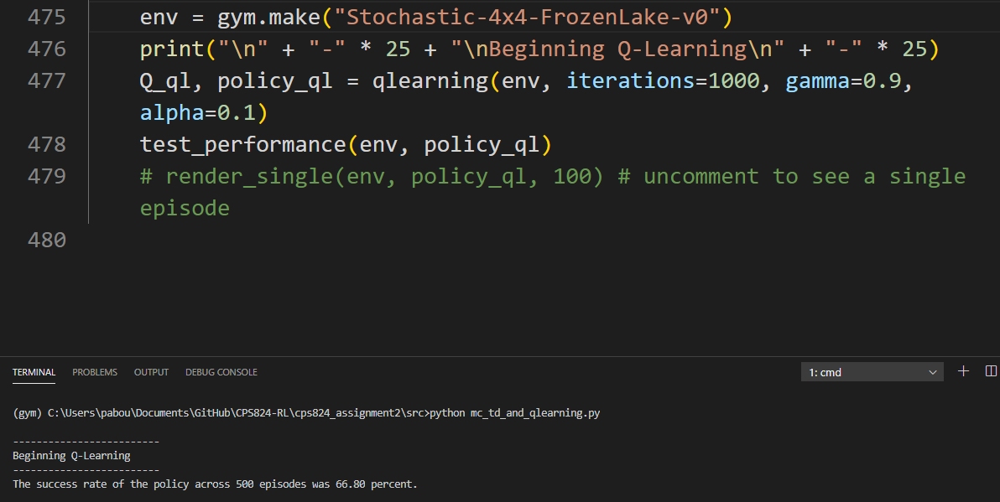 475 env = gym.make("Stochastic-4x4-FrozenLake-v0")
476 print("\n" + "-" * 25 + "\nBeginning Q-Learning\n" + "-" * 25)
477 Q_ql, policy_ql = qlearning(env, iterations=1000, gamma=0.9,
alpha=0.1)
478 test_performance(env, policy_ql)
479 # render_single(env, policy_ql, 100) # uncomment to see a single
episode
480
TERMINAL PROBLEMS OUTPUT DEBUG CONSOLE 1: cmd
(gym) C:\Users\pabou\Documents\GitHub\CPS824-RL\cps824_assignment2\src>python mc_td_and_qlearning.py
-------------------------
Beginning Q-Learning
-------------------------
The success rate of the policy across 500 episodes was 66.80 percent.